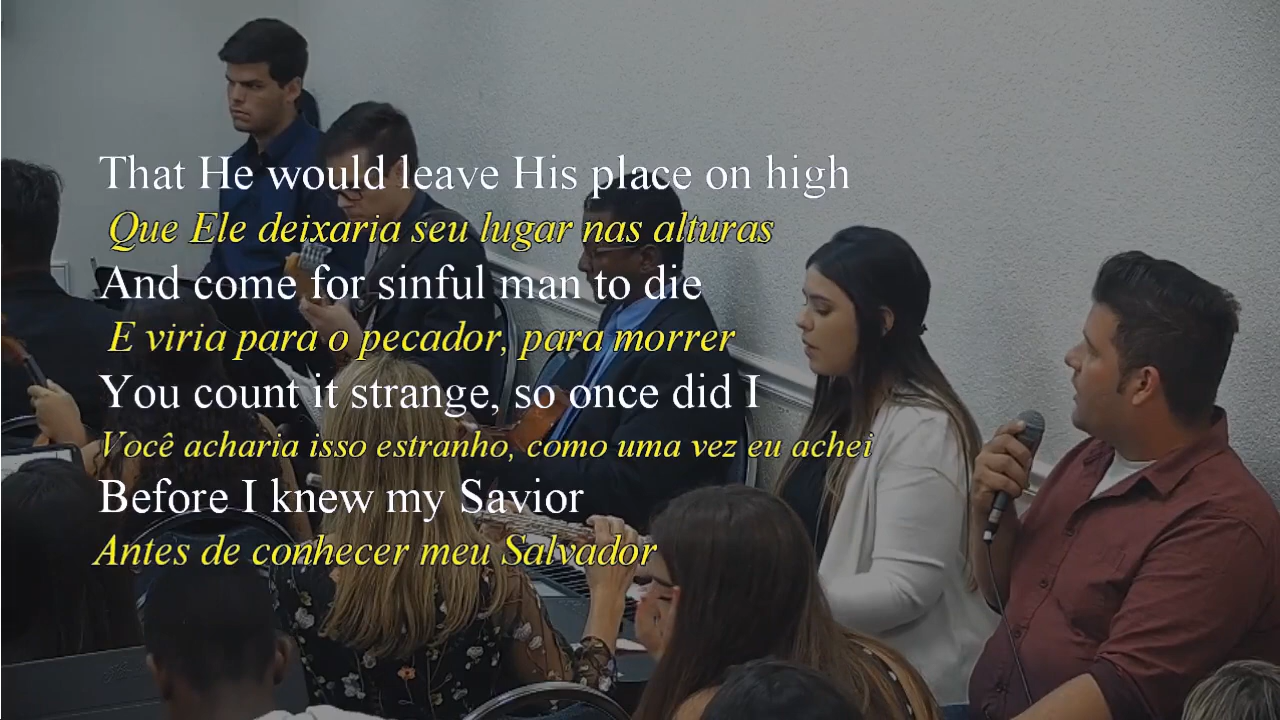 That He would leave His place on high
Que Ele deixaria seu lugar nas alturas
And come for sinful man to die
E viria para o pecador, para morrer
You count it strange, so once did I
Você acharia isso estranho, como uma vez eu achei
Before I knew my Savior
Antes de conhecer meu Salvador